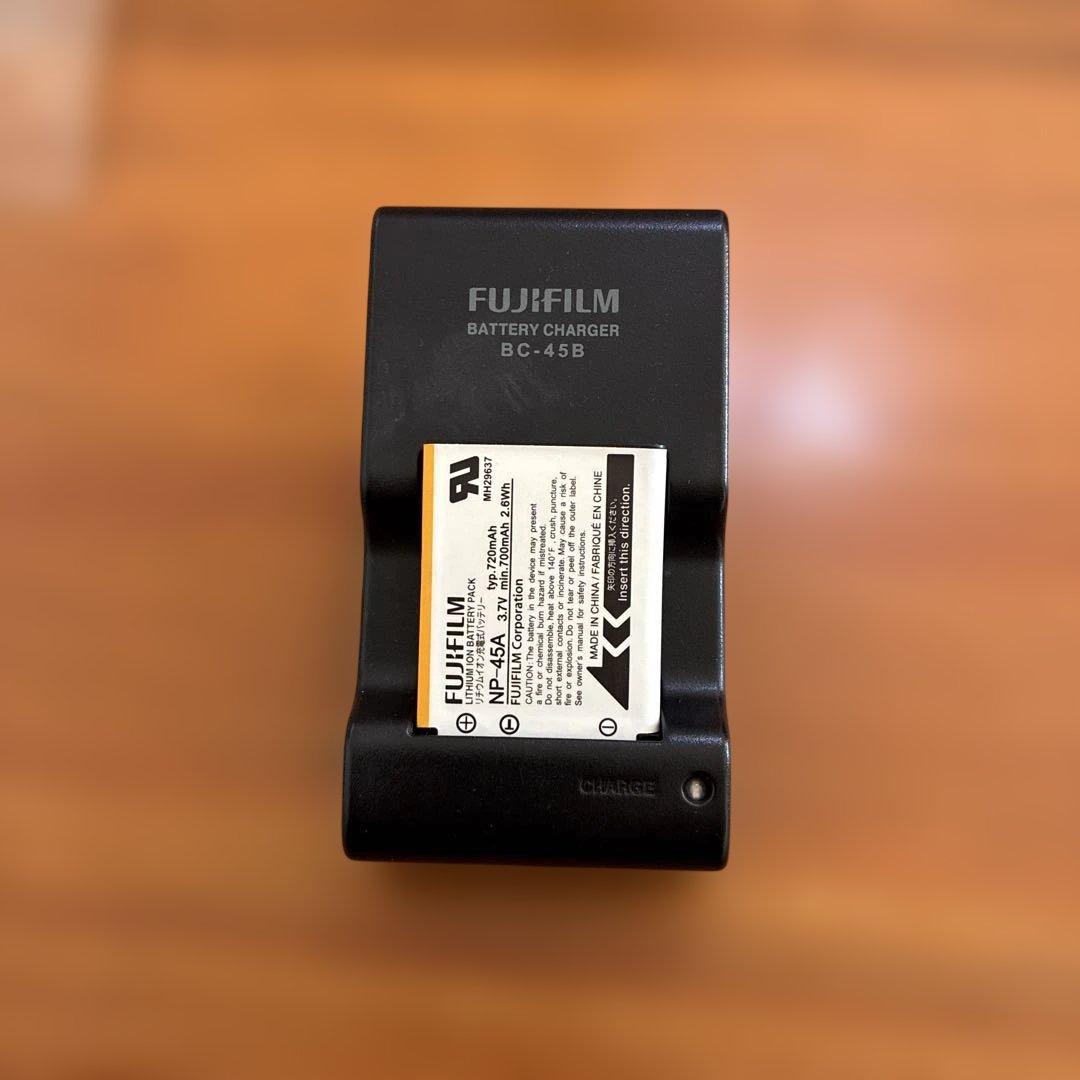 FUJIFILM
BATTERY CHARGER
BC-45B
FUJIFILM
LITHIUM ION BATTERY PACK
リチウムイオン充電式バッテリー
NP-45A 3.7V typ.720mAh min.700mAh 2.6Wh
FUJIFILM Corporation
CAUTION: The battery in the device may present
a fire or chemical burn hazard if mistreated.
Do not disassemble, heat above 140°F, crush, puncture,
short external contacts or incinerate. May cause a risk of
fire or explosion. Do not tear or peel off the outer label.
See owner's manual for safety instructions.
MADE IN CHINA / FABRIQUÉ EN CHINE
矢印の方向に挿入ください。
Insert this direction.
MH29637
+
T
−
CHARGE